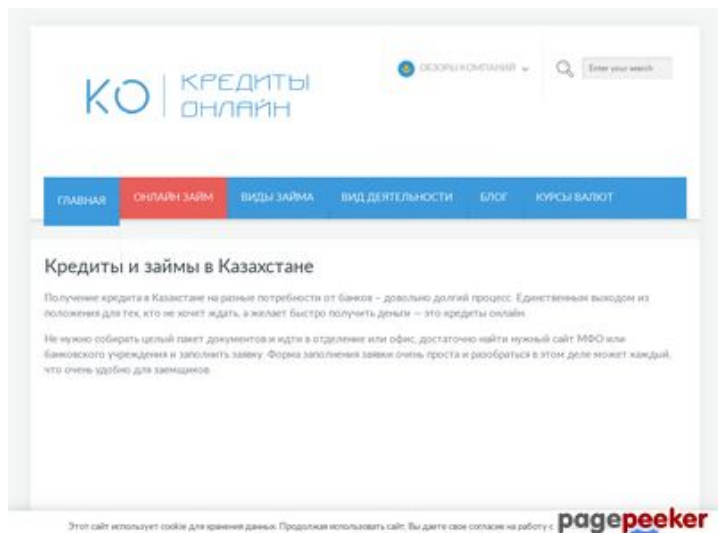 КО
КРЕДИТЫ
ОНЛАЙН
ОБЗОРЫ КОМПАНИЙ
Enter your search
ГЛАВНАЯ
ОНЛАЙН ЗАЙМ
ВИДЫ ЗАЙМА
ВИД ДЕЯТЕЛЬНОСТИ
БЛОГ
КУРСЫ ВАЛЮТ
Кредиты и займы в Казахстане
Получение кредита в Казахстане на разные потребности от банков – довольно долгий процесс. Единственным выходом из
положения для тех, кто не хочет ждать, а желает быстро получить деньги — это кредиты онлайн.
Не нужно собирать целый пакет документов и идти в отделение или офис, достаточно найти нужный сайт МФО или
банковского учреждения и заполнить заявку. Форма заполнения заявки очень проста и разобраться в этом деле может каждый,
что очень удобно для заемщиков.
Этот сайт использует cookie для хранения данных. Продолжая использовать сайт, Вы даете свое согласие на работу с
pagepeeker